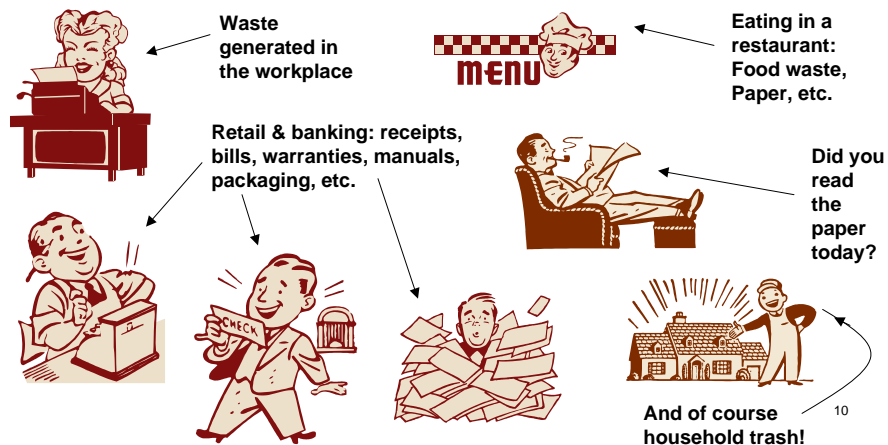 Waste
generated in
the workplace
MENU
Eating in a
restaurant:
Food waste,
Paper, etc.
Retail & banking: receipts,
bills, warranties, manuals,
packaging, etc.
Did you
read
the
paper
today?
CHECK
And of course
household trash!
10